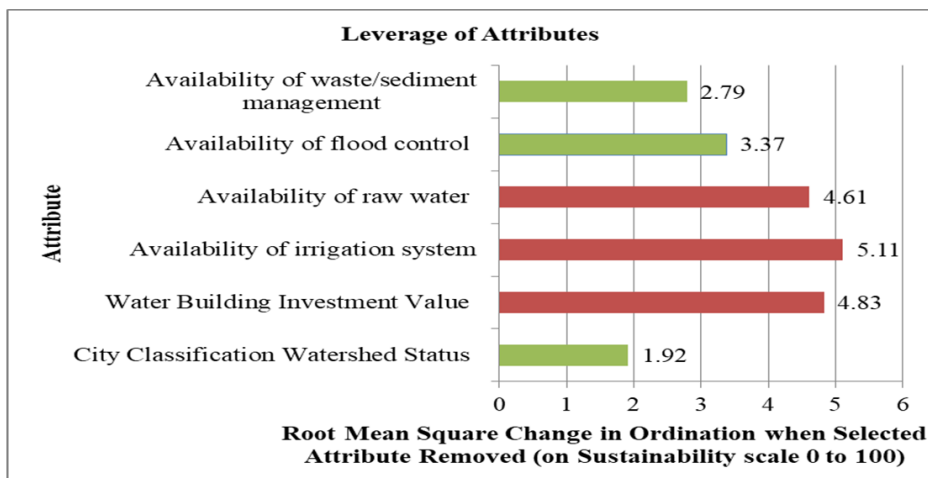 Leverage of Attributes
Attribute
Availability of waste/sediment
management
2.79
Availability of flood control
3.37
Availability of raw water
4.61
Availability of irrigation system
5.11
Water Building Investment Value
4.83
City Classification Watershed Status
1.92
0 1 2 3 4 5 6
Root Mean Square Change in Ordination when Selected
Attribute Removed (on Sustainability scale 0 to 100)